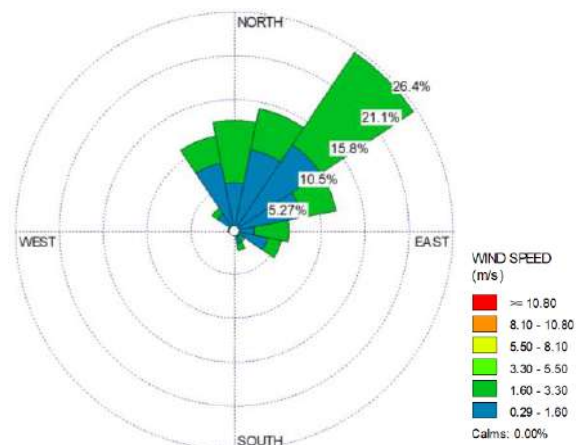 NORTH
26.4%
21.1%
15.8%
10.5%
5.27%
WEST
EAST
SOUTH
WIND SPEED
(m/s)
>= 10.80
8.10 - 10.80
5.50 - 8.10
3.30 - 5.50
1.60 - 3.30
0.29 - 1.60
Calms: 0.00%